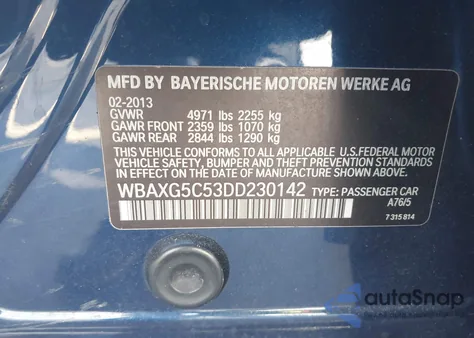 MFD BY BAYERISCHE MOTOREN WERKE AG
02-2013
GVWR 4971 lbs 2255 kg
GAWR FRONT 2359 lbs 1070 kg
GAWR REAR 2844 lbs 1290 kg
THIS VEHICLE CONFORMS TO ALL APPLICABLE U.S.FEDERAL MOTOR
VEHICLE SAFETY, BUMPER AND THEFT PREVENTION STANDARDS
IN EFFECT ON THE DATE OF MANUFACTURE SHOWN ABOVE.
WBAXG5C53DD230142 TYPE: PASSENGER CAR
A76/5
7 315 814
autoSnap